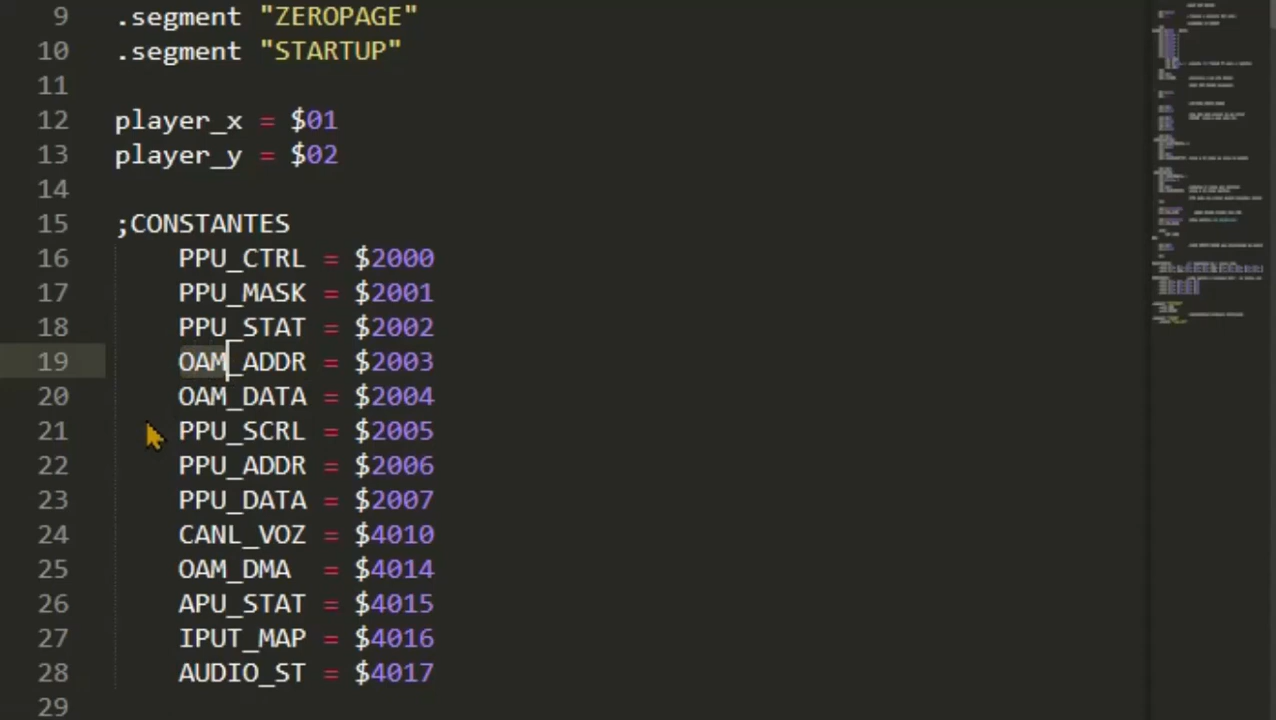 9 .segment "ZEROPAGE"
10 .segment "STARTUP"
11
12 player_x = $01
13 player_y = $02
14
15 ;CONSTANTES
16 PPU_CTRL = $2000
17 PPU_MASK = $2001
18 PPU_STAT = $2002
19 OAM_ADDR = $2003
20 OAM_DATA = $2004
21 PPU_SCRL = $2005
22 PPU_ADDR = $2006
23 PPU_DATA = $2007
24 CANL_VOZ = $4010
25 OAM_DMA = $4014
26 APU_STAT = $4015
27 IPUT_MAP = $4016
28 AUDIO_ST = $4017
29